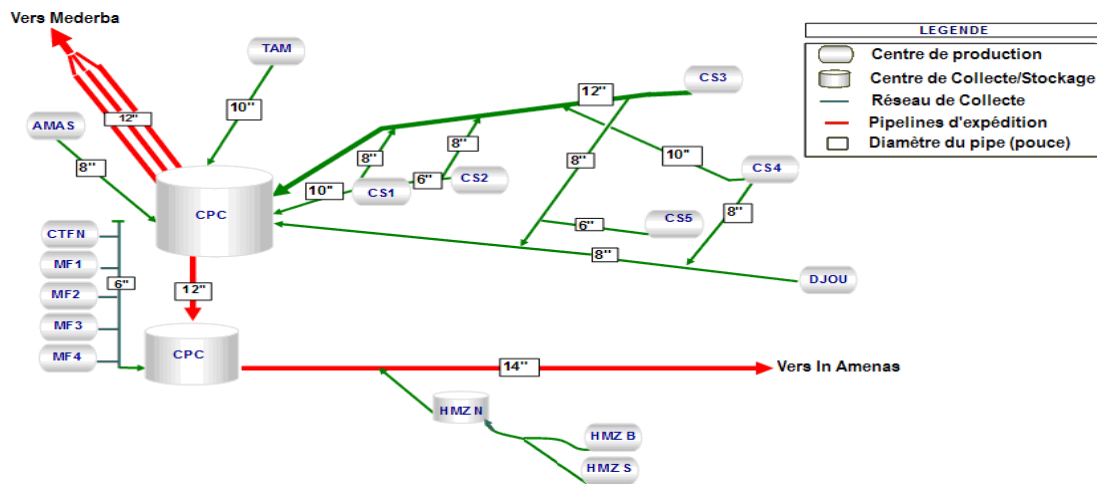 Vers Mederba
TAM
10"
AMAS
8"
12"
CPC
CTFN
MF1
MF2
MF3
MF4
6"
12"
CPC
14"
Vers In Amenas
HMZ N
HMZ B
HMZ S
12"
CS3
8"
8"
8"
10"
CS1
6"
CS2
10"
CS4
8"
6"
CS5
8"
DJOU
LEGENDE
Centre de production
Centre de Collecte/Stockage
Réseau de Collecte
Pipelines d'expédition
Diamètre du pipe (pouce)